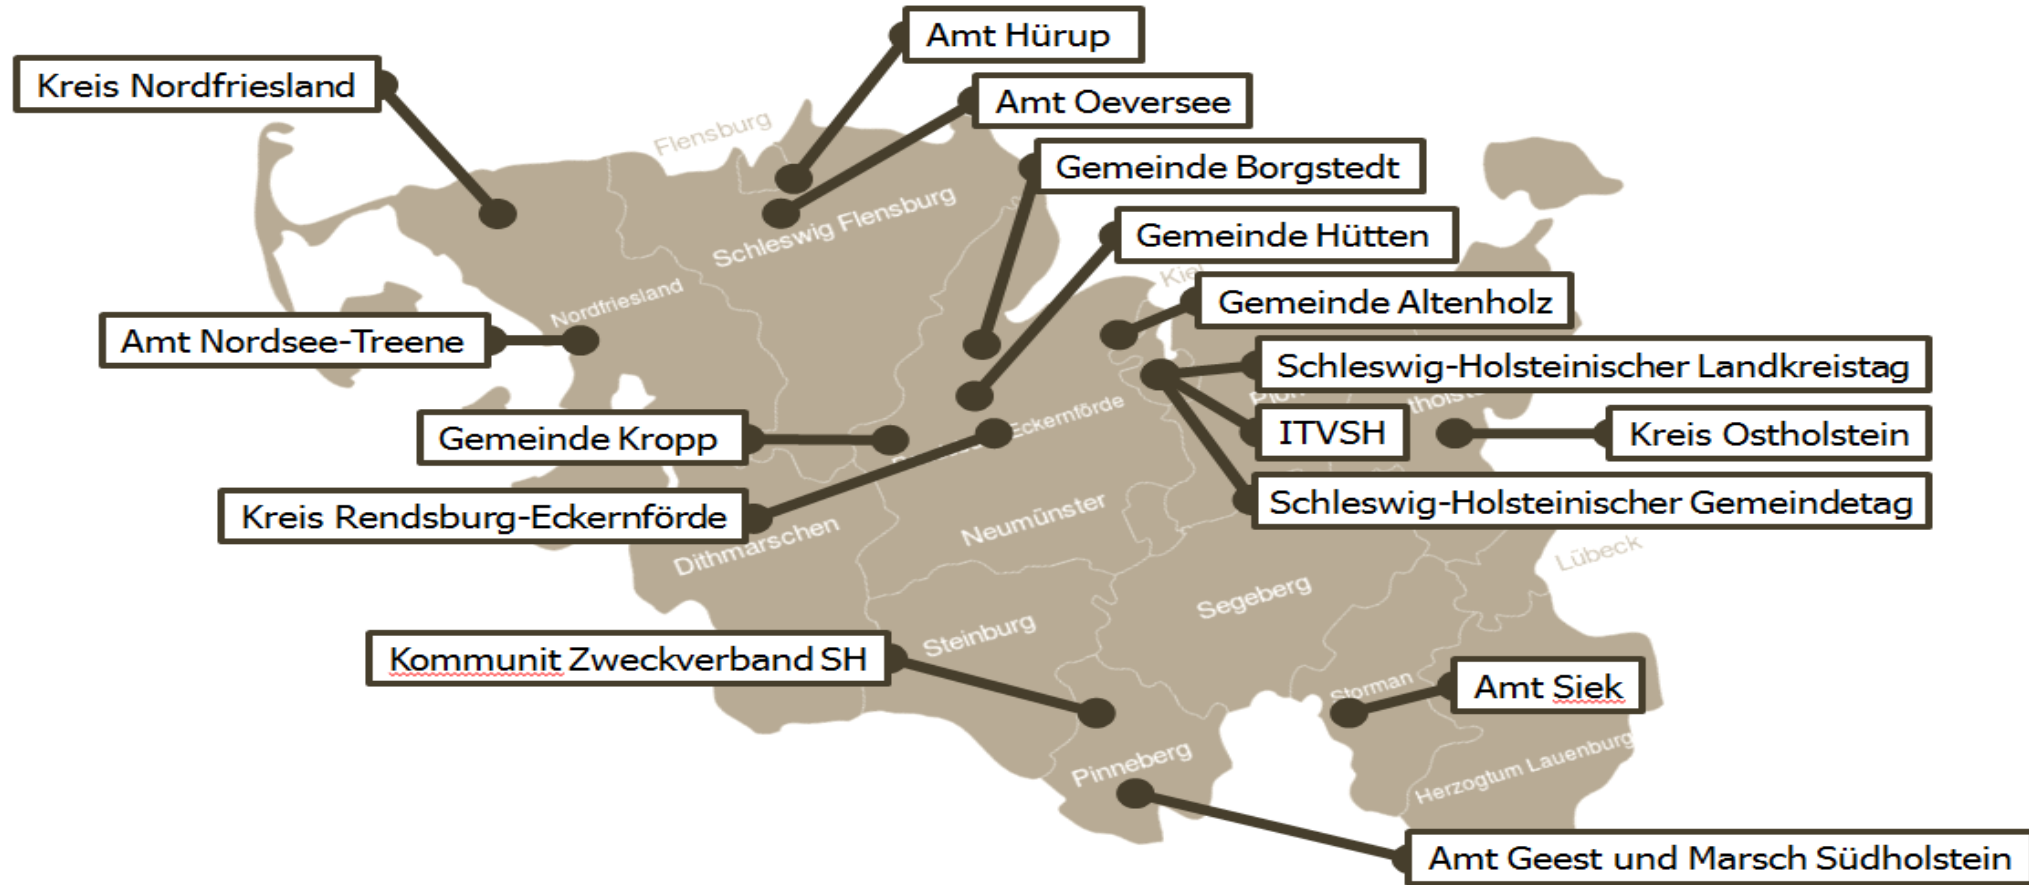 Amt Hürup
Kreis Nordfriesland
Amt Oeversee
Flensburg
Gemeinde Borgstedt
Schleswig Flensburg
Gemeinde Hütten
Kiel
Nordfriesland
Gemeinde Altenholz
Amt Nordsee-Treene
Schleswig-Holsteinischer Landkreistag
Eckernförde
Gemeinde Kropp
ITVSH
Kreis Ostholstein
Kreis Rendsburg-Eckernförde
Schleswig-Holsteinischer Gemeindetag
Neumünster
Dithmarschen
Lübeck
Segeberg
Steinburg
Kommunit Zweckverband SH
Storman
Amt Siek
Pinneberg
Herzogtum Lauenburg
Amt Geest und Marsch Südholstein